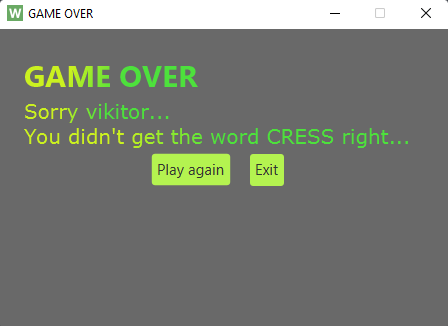 W GAME OVER
GAME OVER
Sorry vikitor...
You didn't get the word CRESS right...
Play again Exit